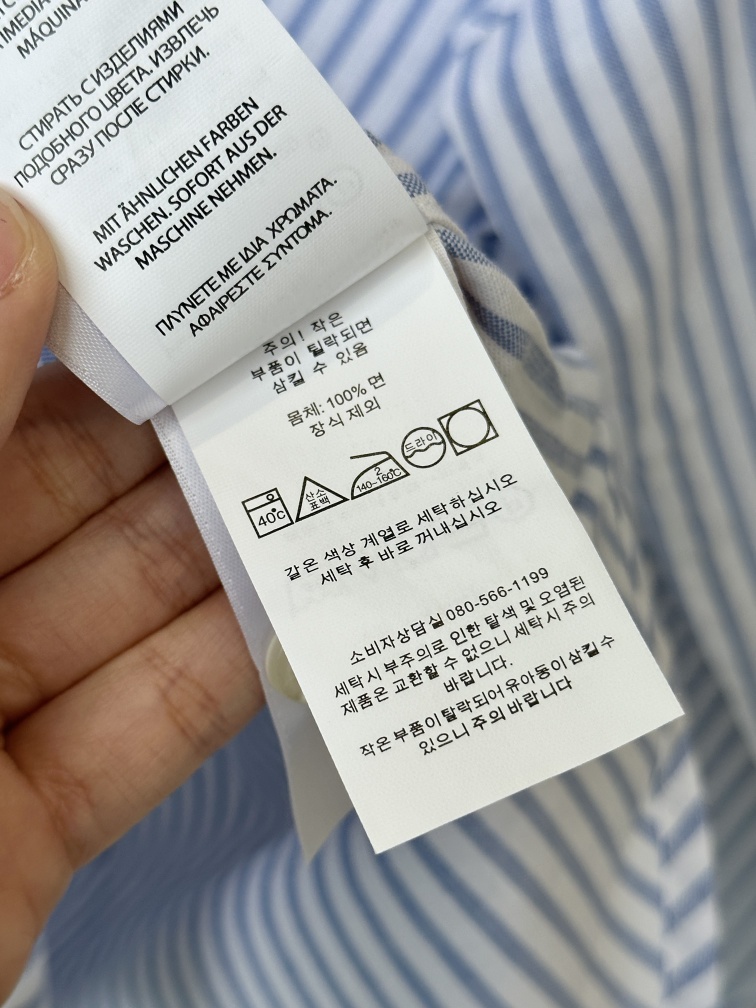 MÁQUINA
СТИРАТЬ С ИЗДЕЛИЯМИ
ПОДОБНОГО ЦВЕТА. ИЗВЛЕЧЬ
СРАЗУ ПОСЛЕ СТИРКИ.
MIT ÄHNLICHEN FARBEN
WASCHEN. SOFORT AUS DER
MASCHINE NEHMEN.
ΠΛΥΝΕΤΕ ΜΕ ΙΔΙΑ ΧΡΩΜΑΤΑ.
ΑΦΑΙΡΕΣΤΕ ΣΥΝΤΟΜΑ.
주의! 작은
부품이 탈락되면
삼킬 수 있음
몸체: 100% 면
장식 제외
40℃
산소
표백
2
140~160℃
드라이
같은 색상 계열로 세탁하십시오
세탁 후 바로 꺼내십시오
소비자상담실 080-566-1199
세탁시 부주의로 인한 탈색 및 오염된
제품은 교환할 수 없으니 세탁시 주의
바랍니다.
작은 부품이 탈락되어 유아동이 삼킬 수
있으니 주의 바랍니다